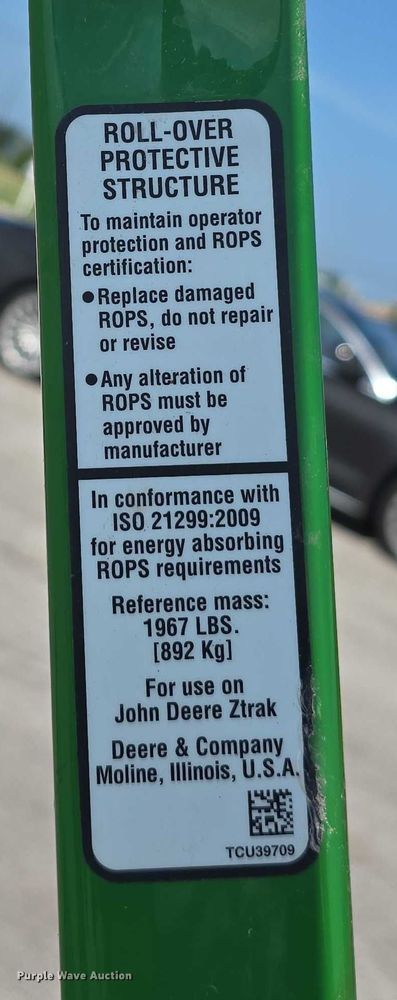 ROLL-OVER
PROTECTIVE
STRUCTURE
To maintain operator
protection and ROPS
certification:
●Replace damaged
ROPS, do not repair
or revise
●Any alteration of
ROPS must be
approved by
manufacturer
In conformance with
ISO 21299:2009
for energy absorbing
ROPS requirements
Reference mass:
1967 LBS.
[892 Kg]
For use on
John Deere Ztrak
Deere & Company
Moline, Illinois, U.S.A.
TCU39709
Purple Wave Auction